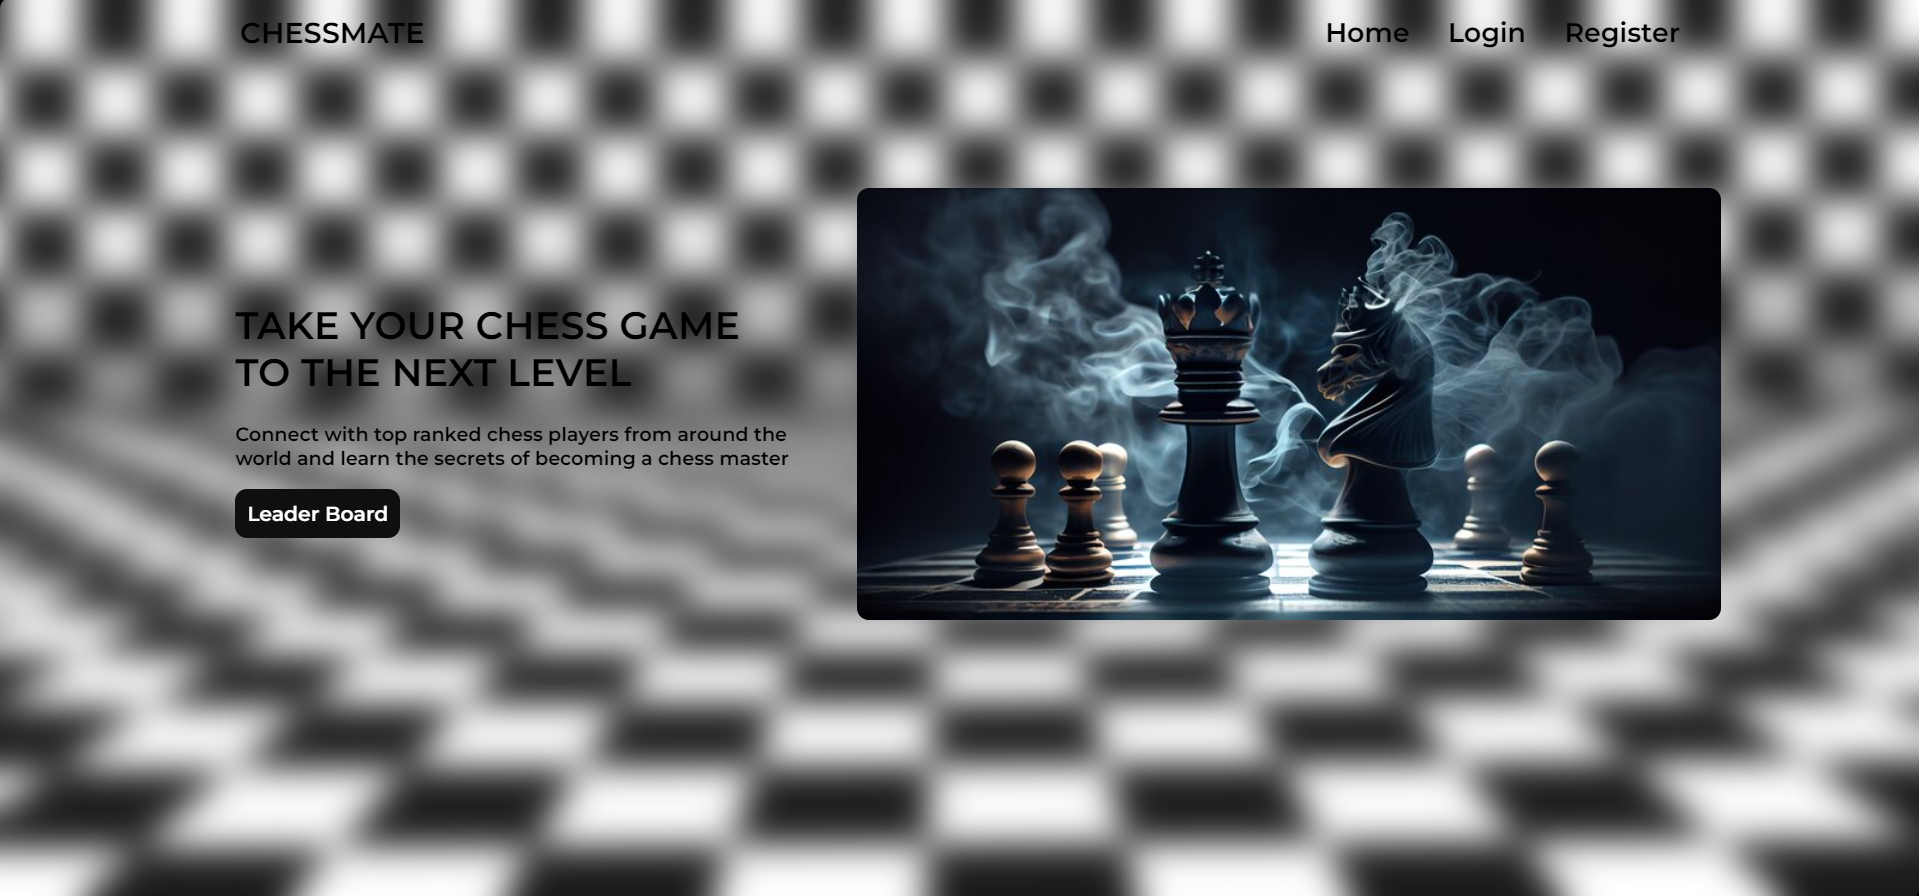 CHESSMATE
Home Login Register
TAKE YOUR CHESS GAME
TO THE NEXT LEVEL
Connect with top ranked chess players from around the
world and learn the secrets of becoming a chess master
Leader Board